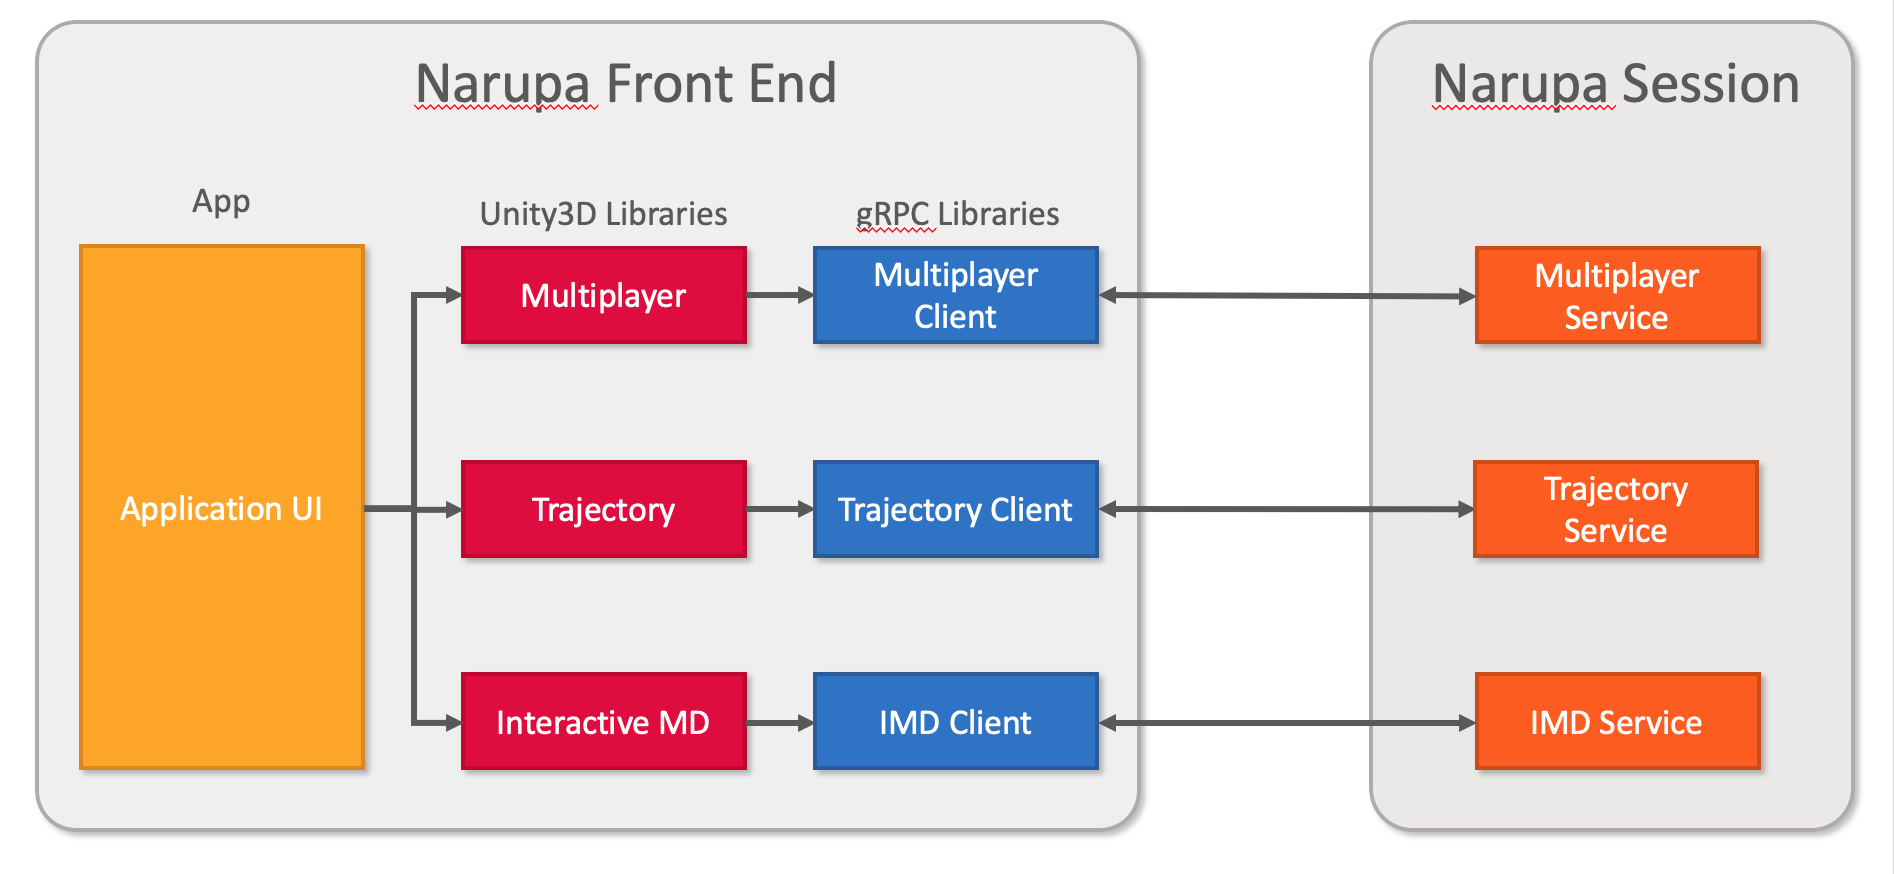 Narupa Front End
Narupa Session
App
Unity3D Libraries
gRPC Libraries
Application UI
Multiplayer
Multiplayer
Client
Multiplayer
Service
Trajectory
Trajectory Client
Trajectory
Service
Interactive MD
IMD Client
IMD Service